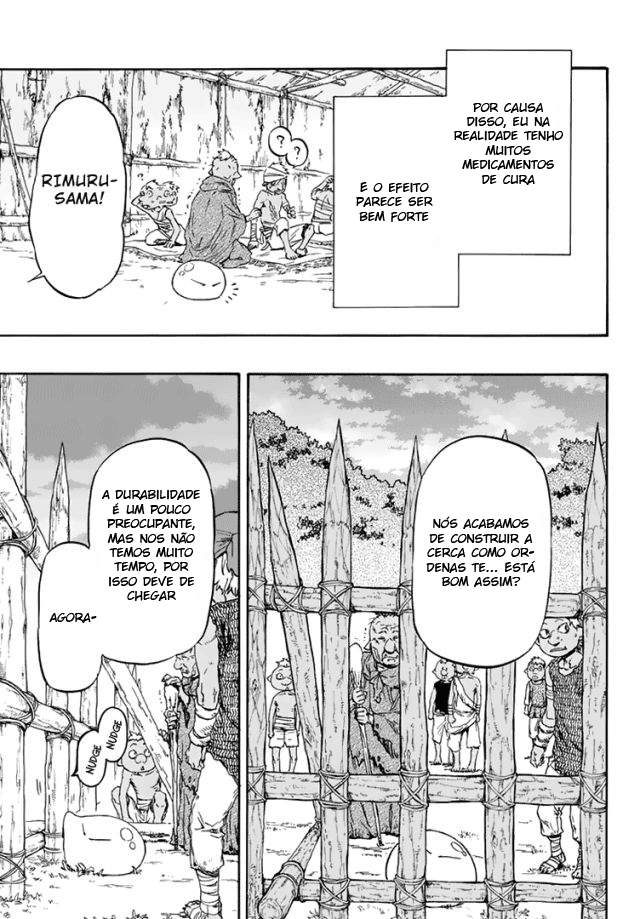 POR CAUSA
DISSO, EU NA
REALIDADE TENHO
MUITOS
MEDICAMENTOS
DE CURA
E O EFEITO
PARECE SER
BEM FORTE
? ?
RIMURU-
SAMA!
NÓS ACABAMOS
DE CONSTRUIR A
CERCA COMO OR-
DENAS TE... ESTÁ
BOM ASSIM?
A DURABILIDADE
É UM POUCO
PREOCUPANTE,
MAS NOS NÃO
TEMOS MUITO
TEMPO, POR
ISSO DEVE DE
CHEGAR
AGORA-
NUDGE
NUDGE